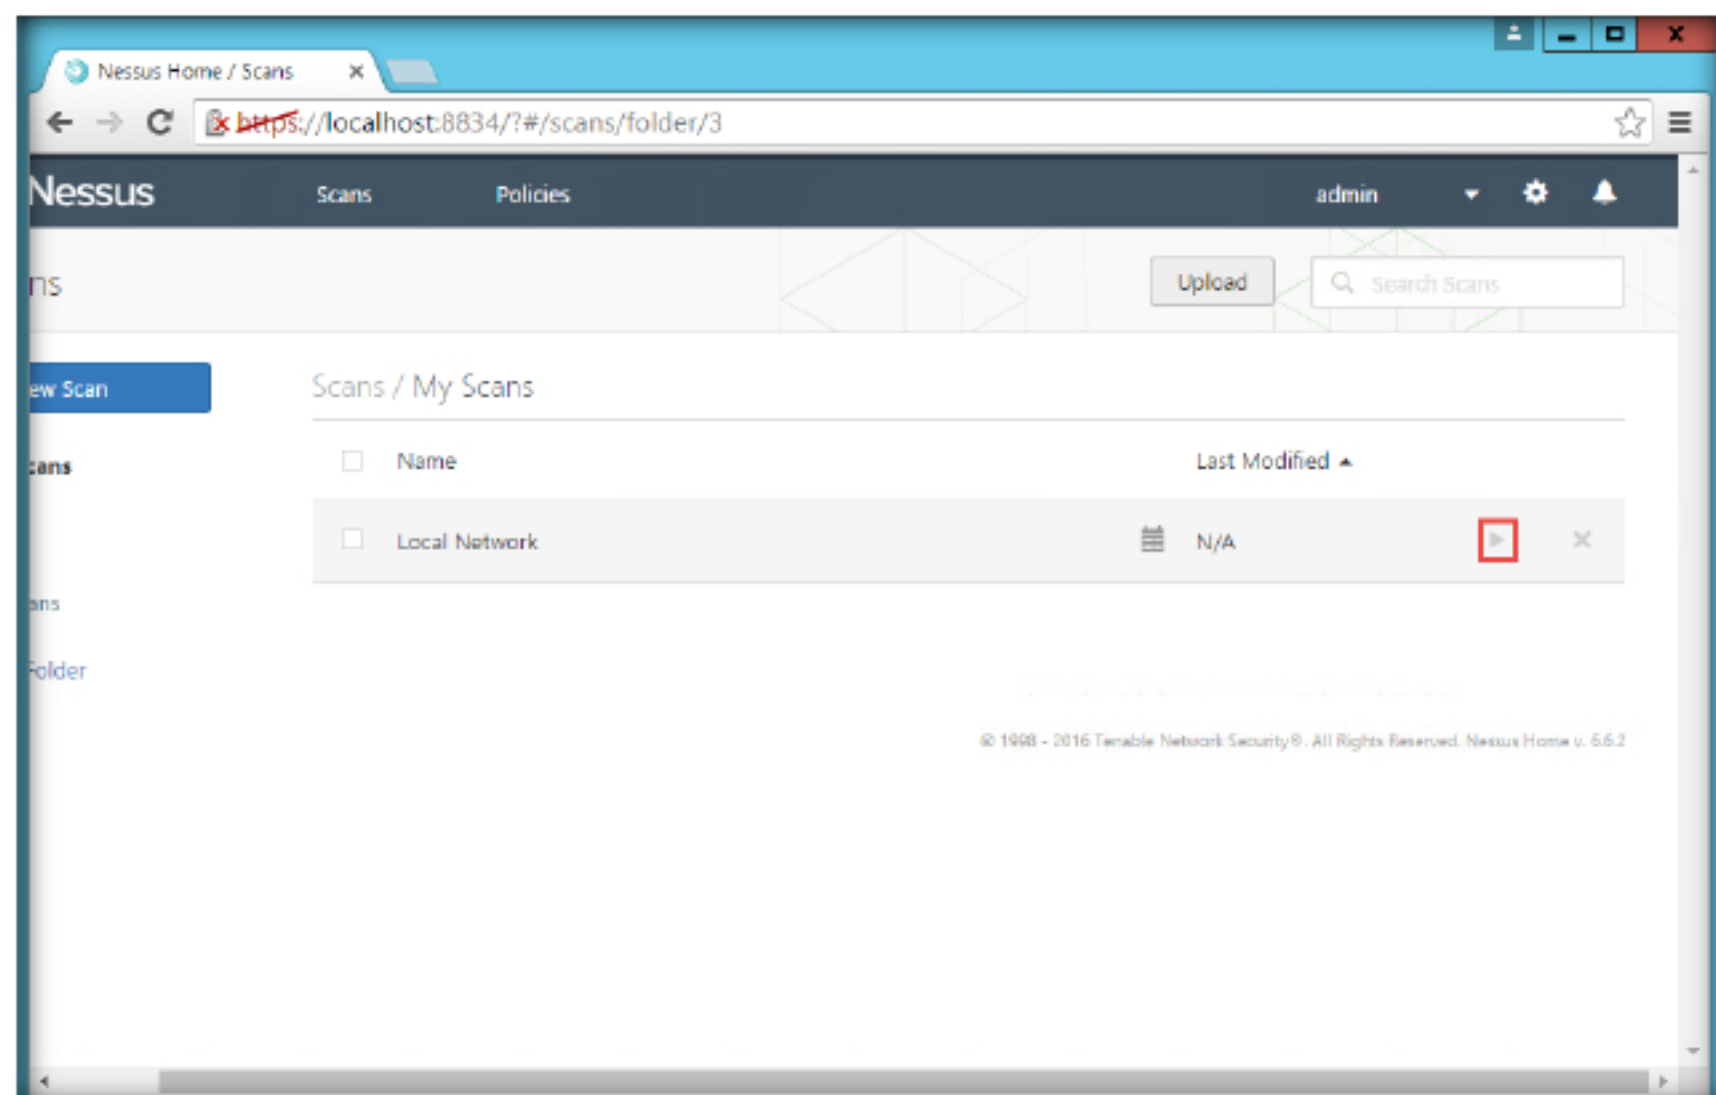 Nessus Home / Scans
https://localhost:8834/?#/scans/folder/3
Nessus Scans Policies admin
ns Upload Search Scans
ew Scan Scans / My Scans
cans Name Last Modified
Local Network N/A
ans
Folder
© 1998 - 2016 Tenable Network Security®. All Rights Reserved. Nessus Home v. 6.6.2